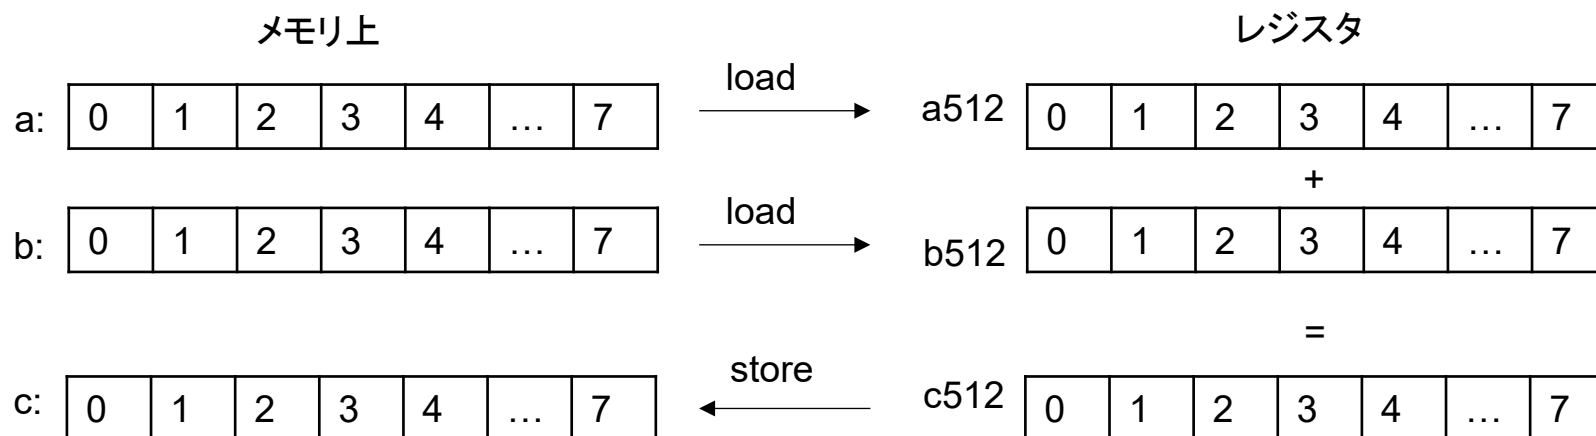 メモリ上 レジスタ
a: 0 1 2 3 4 … 7 load a512 0 1 2 3 4 … 7
+
b: 0 1 2 3 4 … 7 load b512 0 1 2 3 4 … 7
=
c: 0 1 2 3 4 … 7 store c512 0 1 2 3 4 … 7